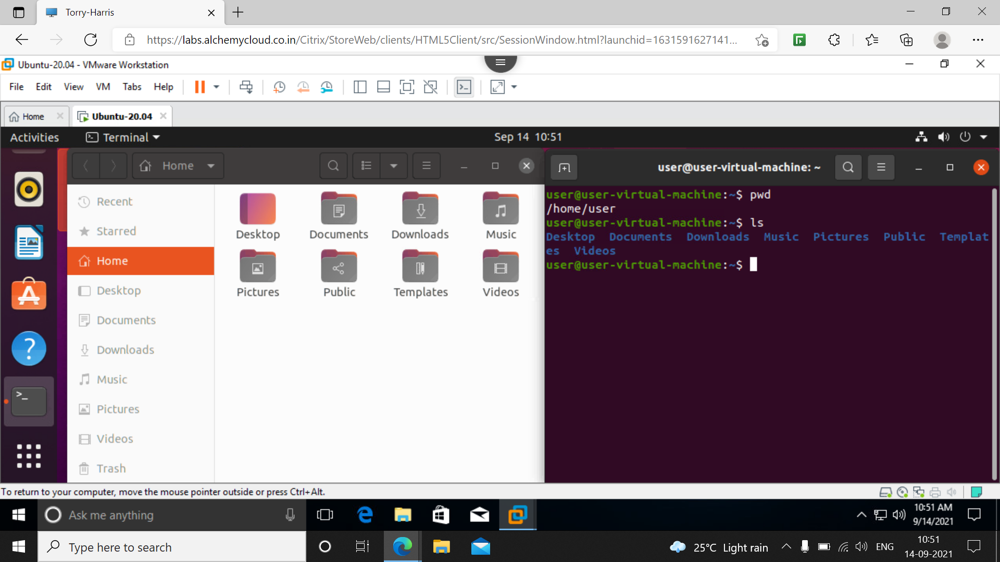 Torry-Harris
https://labs.alchemycloud.co.in/Citrix/StoreWeb/clients/HTML5Client/src/SessionWindow.html?launchid=1631591627141...
Ubuntu-20.04 - VMware Workstation
File Edit View VM Tabs Help
Home Ubuntu-20.04
Activities Terminal Sep 14 10:51
Home
user@user-virtual-machine: ~
Recent
Starred
Home
Desktop
Documents
Downloads
Music
Pictures
Videos
Trash
Desktop Documents Downloads Music
Pictures Public Templates Videos
user@user-virtual-machine:~$ pwd
/home/user
user@user-virtual-machine:~$ ls
Desktop Documents Downloads Music Pictures Public Templat
es Videos
user@user-virtual-machine:~$
To return to your computer, move the mouse pointer outside or press Ctrl+Alt.
Ask me anything
10:51 AM
9/14/2021
Type here to search
25°C Light rain
ENG
10:51
14-09-2021